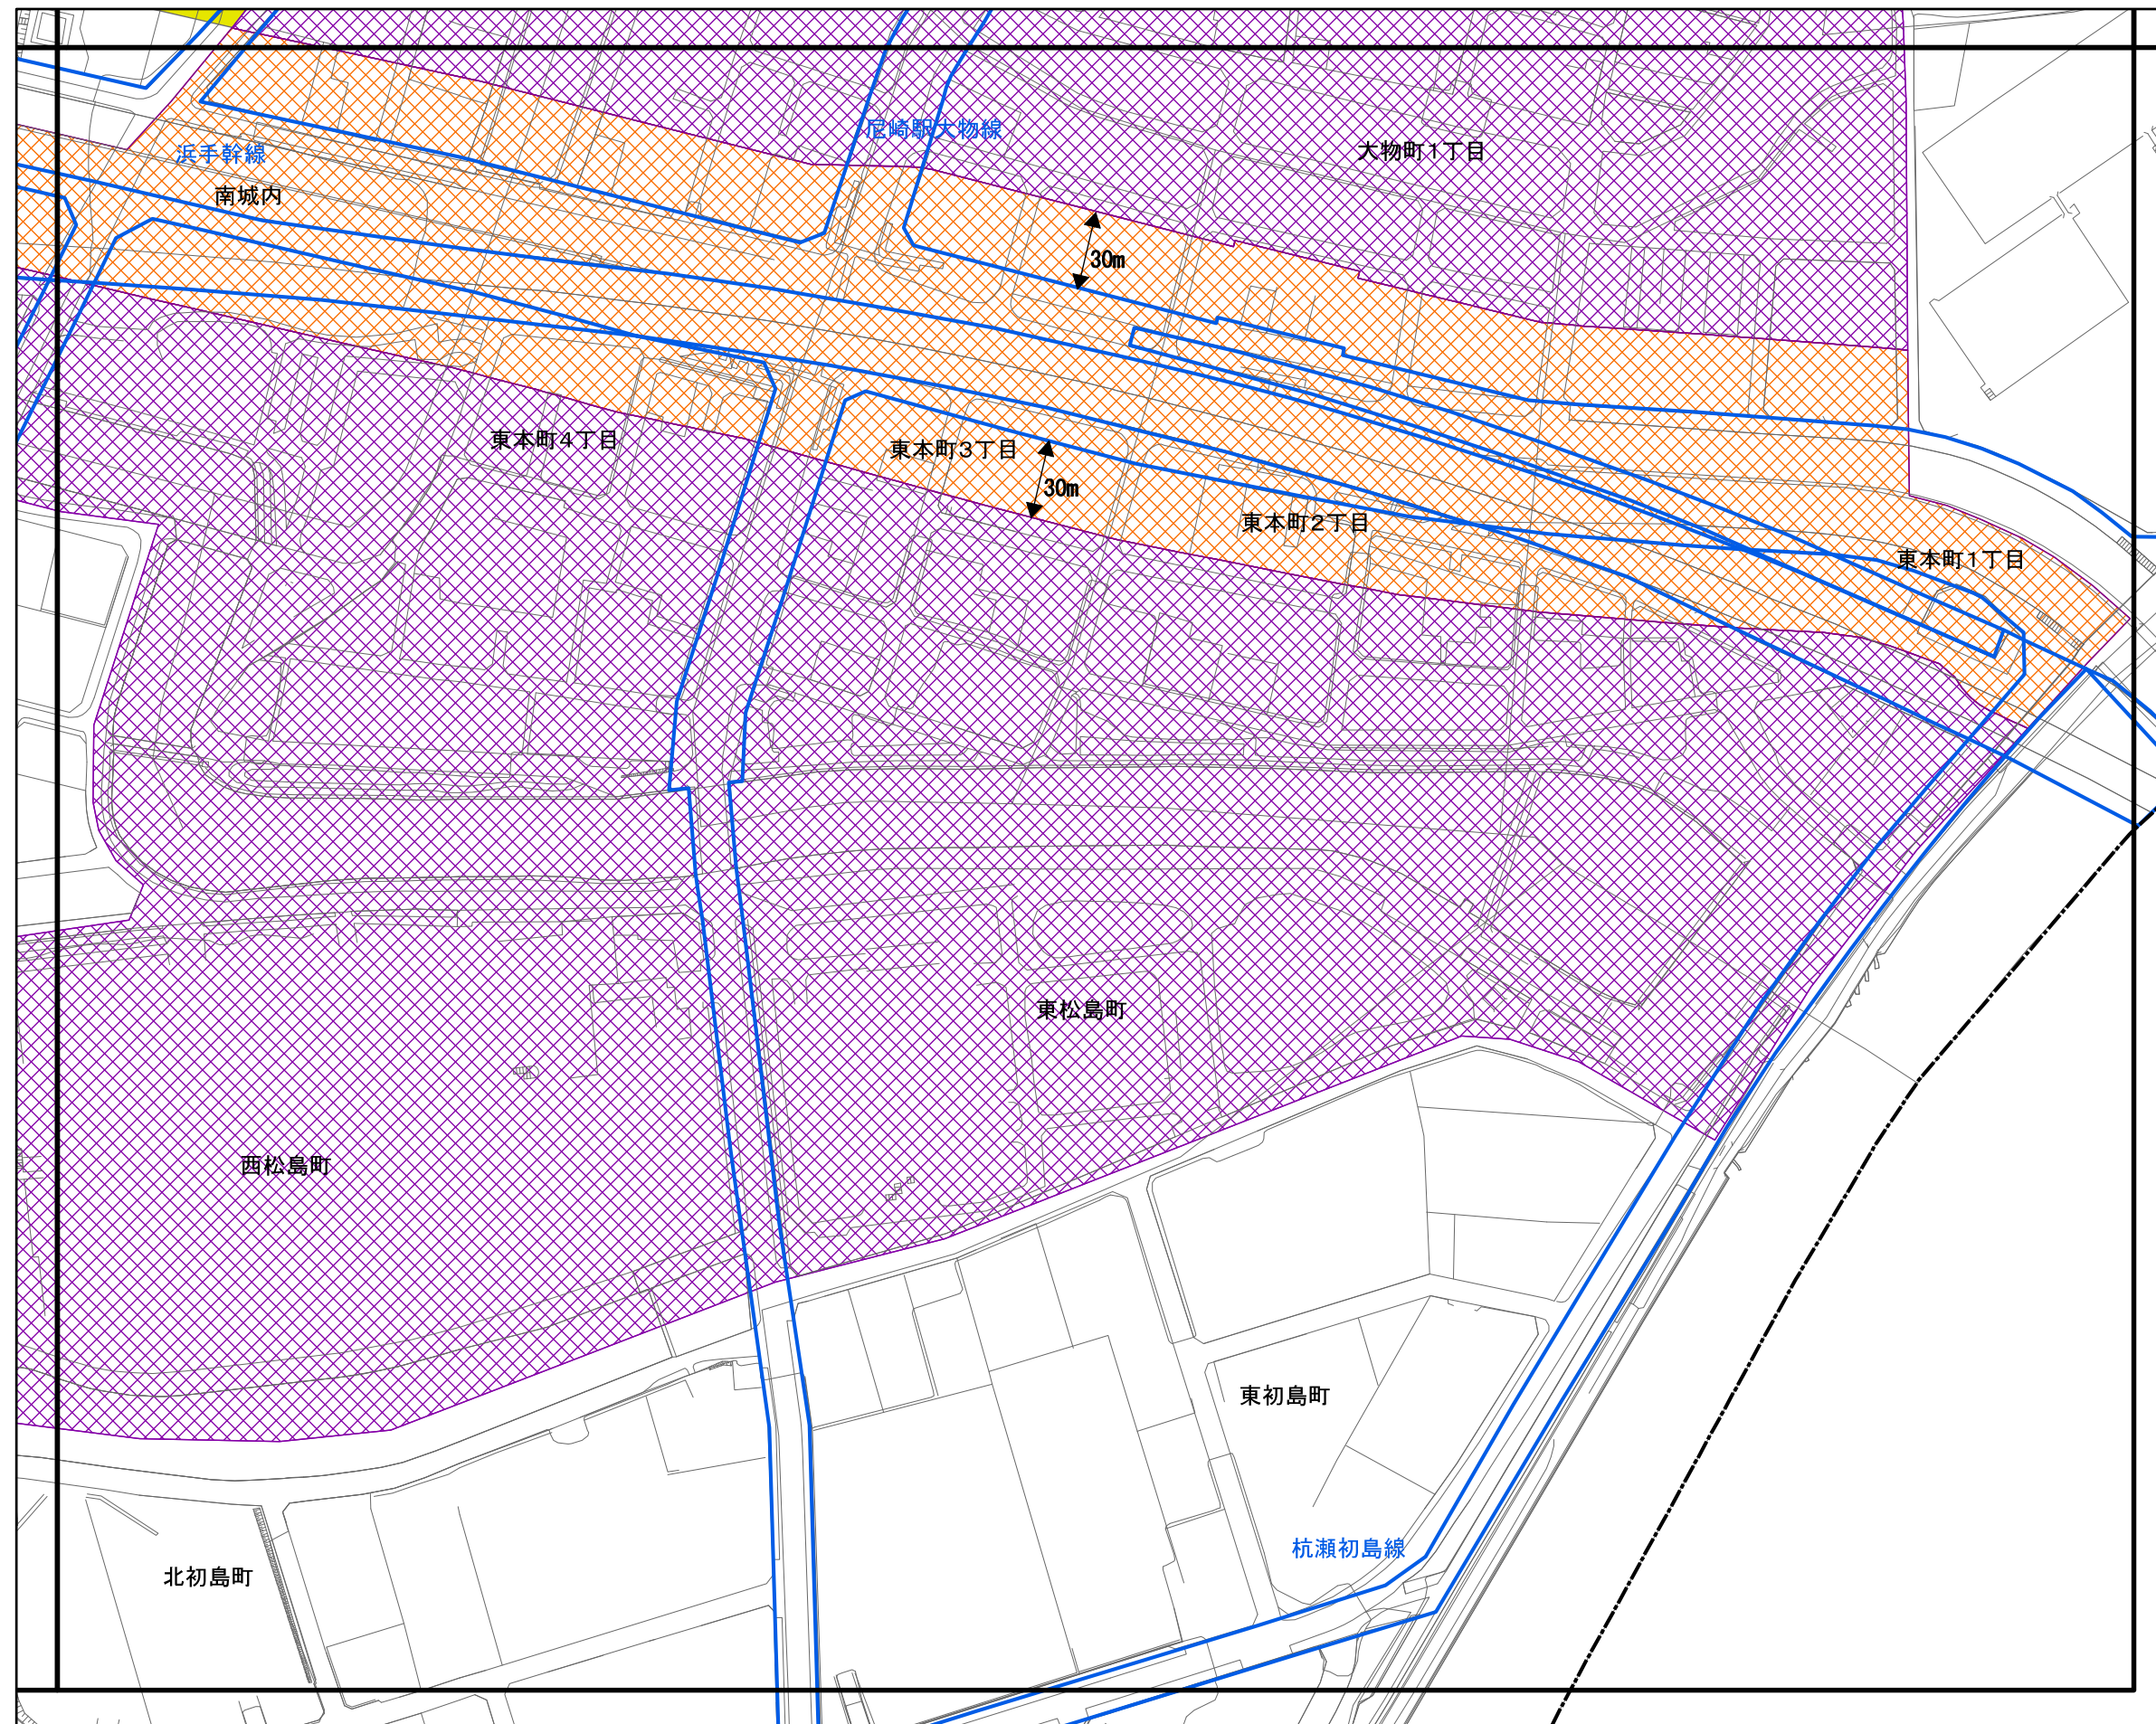 尼崎駅大物線
浜手幹線
大物町1丁目
南城内
30m
東本町4丁目
東本町3丁目
30m
東本町2丁目
東本町1丁目
東松島町
西松島町
東初島町
杭瀬初島線
北初島町